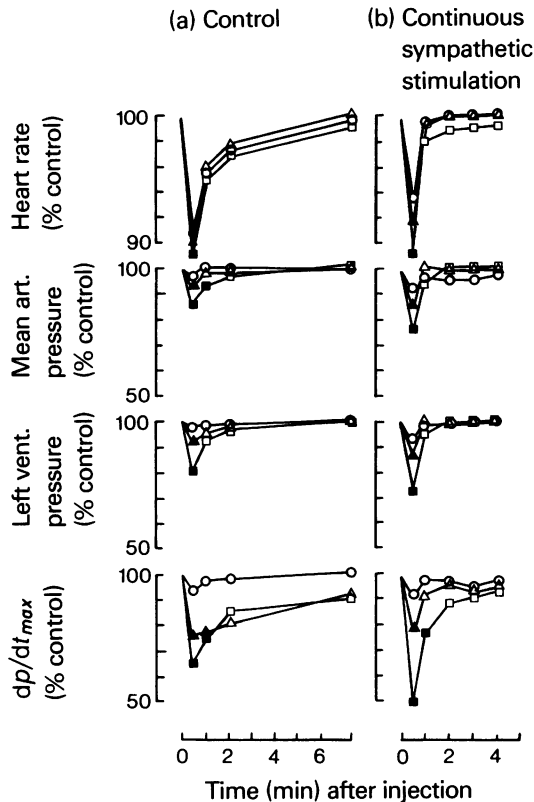 (a) Control
(b) Continuous
sympathetic
stimulation
Heart rate
(% control)
100
90
Mean art.
pressure
(% control)
100
50
Left vent.
pressure
(% control)
100
50
dp/dtmax
(% control)
100
50
0 2 4 6
0 2 4
Time (min) after injection